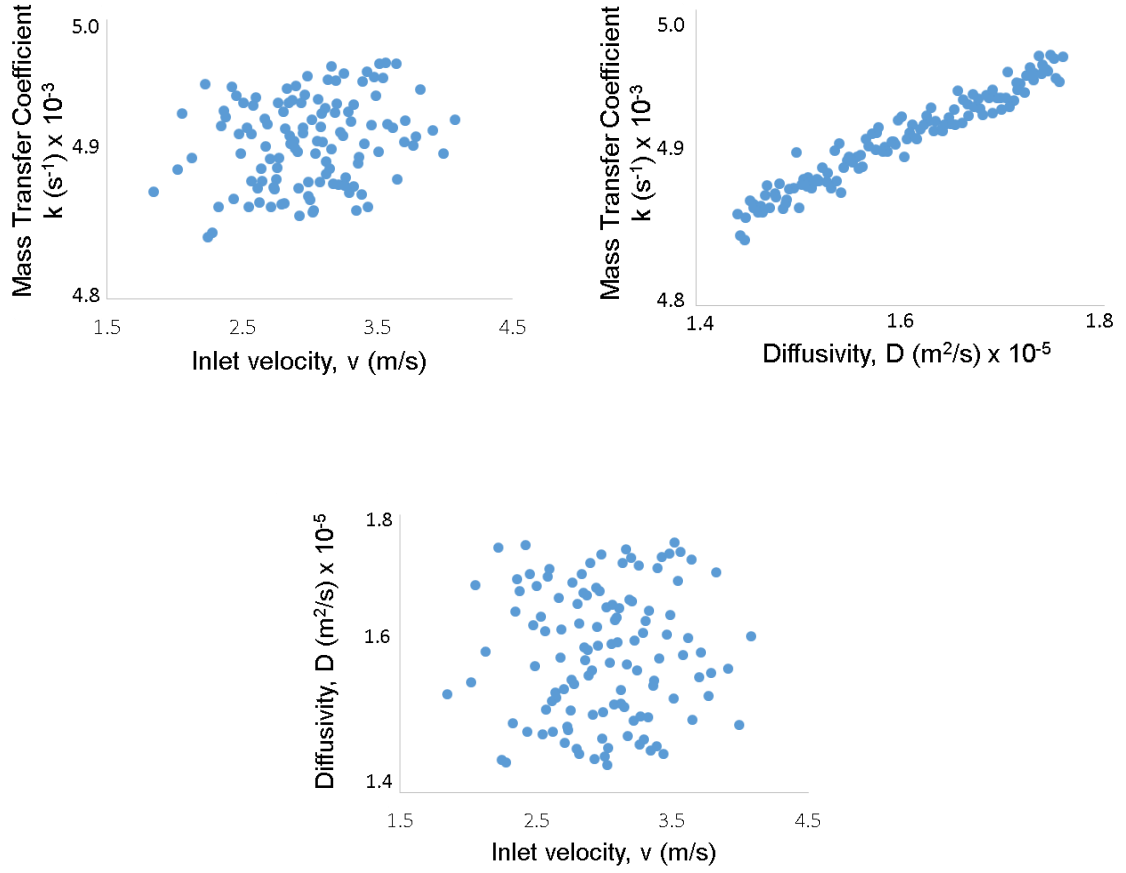 Mass Transfer Coefficient
k (s⁻¹) x 10⁻³
5.0
4.9
4.8
1.5
2.5
3.5
4.5
Inlet velocity, v (m/s)
Mass Transfer Coefficient
k (s⁻¹) x 10⁻³
5.0
4.9
4.8
1.4
1.6
1.8
Diffusivity, D (m²/s) x 10⁻⁵
Diffusivity, D (m²/s) x 10⁻⁵
1.8
1.6
1.4
1.5
2.5
3.5
4.5
Inlet velocity, v (m/s)